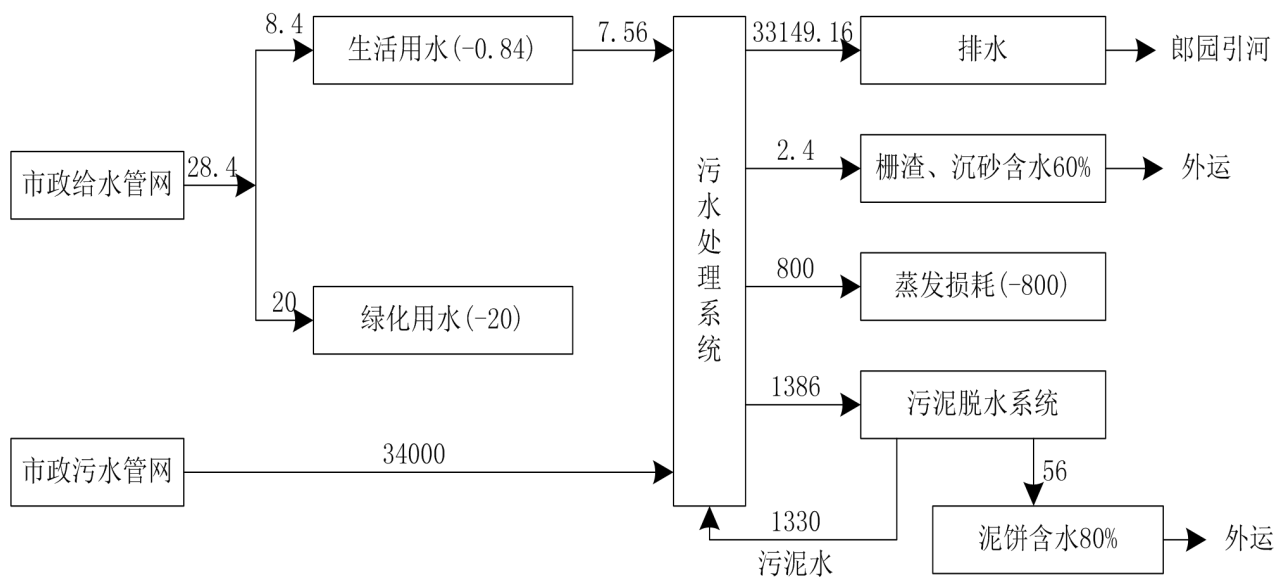 8.4
生活用水(-0.84)
7.56
33149.16
排水
郎园引河
市政给水管网
28.4
2.4
栅渣、沉砂含水60%
外运
污水处理系统
800
蒸发损耗(-800)
20
绿化用水(-20)
1386
污泥脱水系统
市政污水管网
34000
56
1330
污泥水
泥饼含水80%
外运